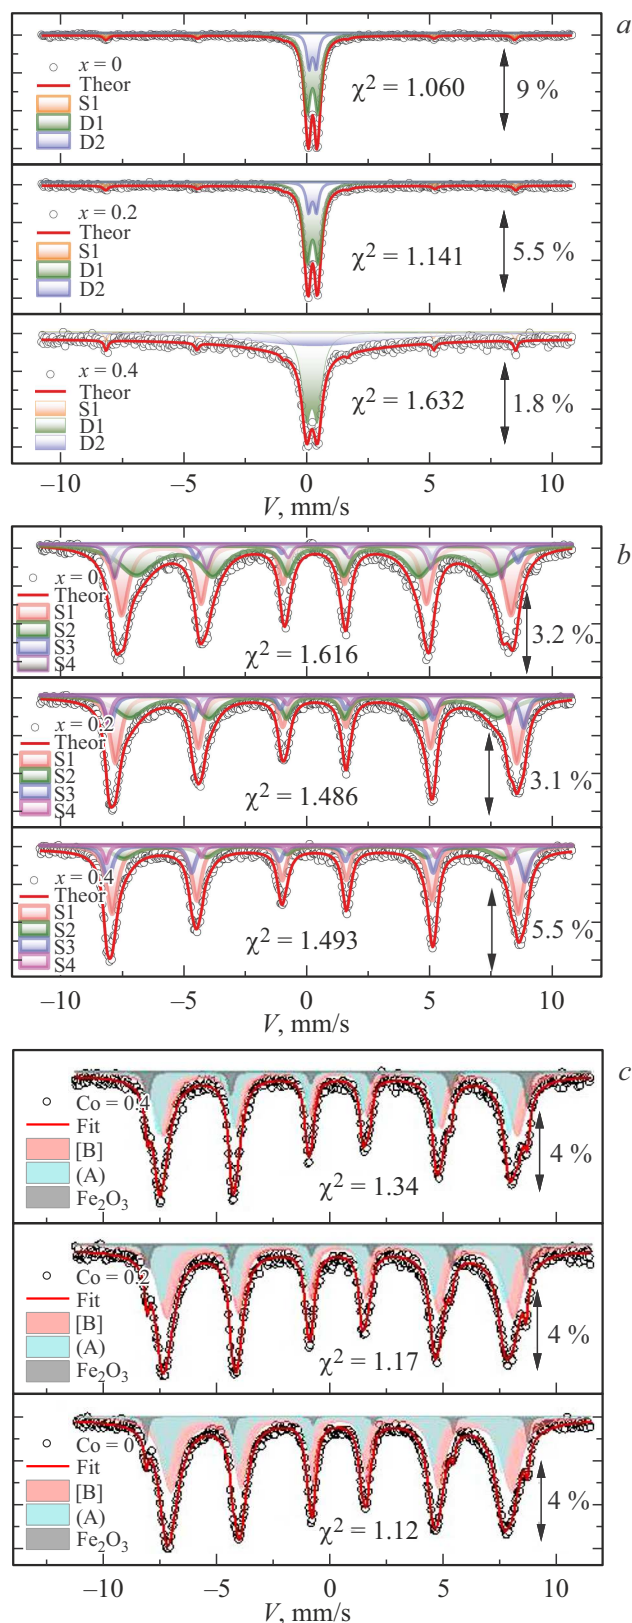 a
x = 0
Theor
S1
D1
D2
χ² = 1.060
9 %
x = 0.2
Theor
S1
D1
D2
χ² = 1.141
5.5 %
x = 0.4
Theor
S1
D1
D2
χ² = 1.632
1.8 %
–10 –5 0 5 10
V, mm/s
b
x = 0
Theor
S1
S2
S3
S4
χ² = 1.616
3.2 %
x = 0.2
Theor
S1
S2
S3
S4
χ² = 1.486
3.1 %
x = 0.4
Theor
S1
S2
S3
S4
χ² = 1.493
5.5 %
–10 –5 0 5 10
V, mm/s
c
Co = 0.4
Fit
[B]
(A)
Fe₂O₃
χ² = 1.34
4 %
Co = 0.2
Fit
[B]
(A)
Fe₂O₃
χ² = 1.17
4 %
Co = 0
Fit
[B]
(A)
Fe₂O₃
χ² = 1.12
4 %
–10 –5 0 5 10
V, mm/s